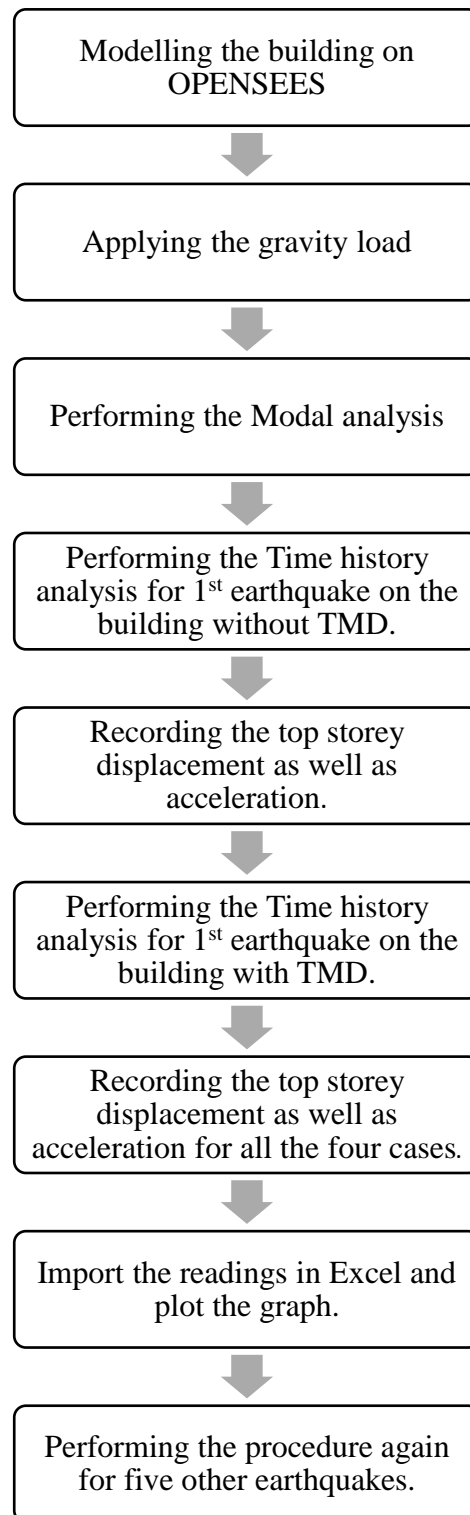 Modelling the building on
OPENSEES
Applying the gravity load
Performing the Modal analysis
Performing the Time history
analysis for 1st earthquake on the
building without TMD.
Recording the top storey
displacement as well as
acceleration.
Performing the Time history
analysis for 1st earthquake on the
building with TMD.
Recording the top storey
displacement as well as
acceleration for all the four cases.
Import the readings in Excel and
plot the graph.
Performing the procedure again
for five other earthquakes.